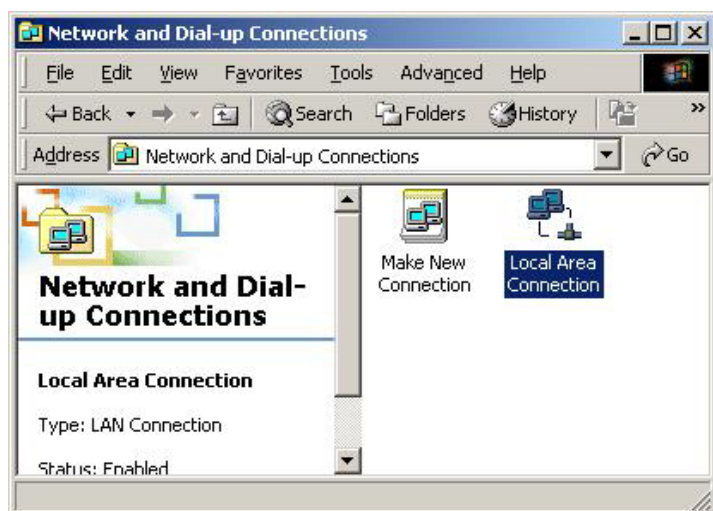 Network and Dial-up Connections
File Edit View Favorites Tools Advanced Help
Back Search Folders History »
Address Network and Dial-up Connections Go
Network and Dial-
up Connections
Local Area Connection
Type: LAN Connection
Status: Enabled
Make New
Connection
Local Area
Connection